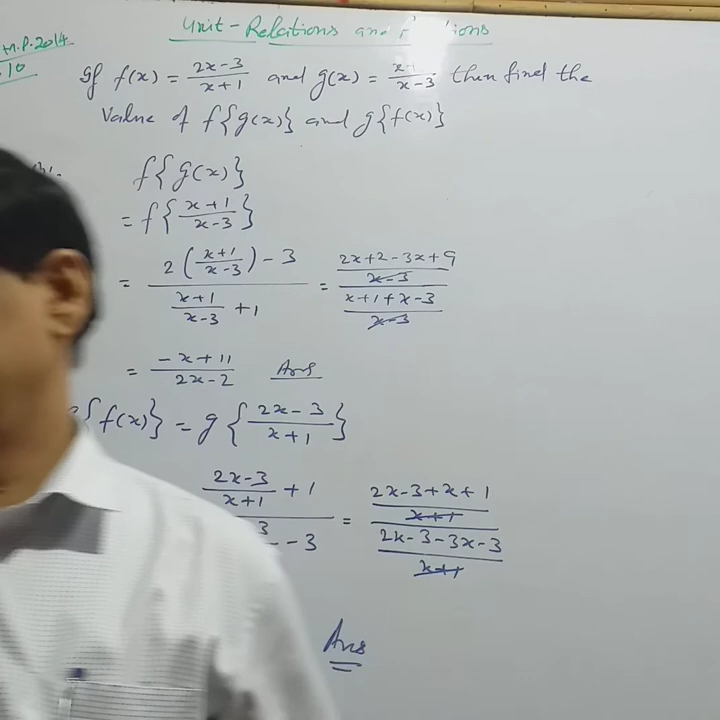 Unit - Relations and
M.P. 2014
10
If f(x) = 2x-3/x+1 and g(x) = x-3 then find the
Value of f{g(x)} and g{f(x)}
f{g(x)}
= f{x+1/x-3}
= 2(x+1/x-3) - 3 / x+1/x-3 + 1 = 2x+2-3x+9/x-3 / x+1+x-3/x-3
= -x+11/2x-2 Ans
{f(x)} = g{2x-3/x+1}
2x-3/x+1 + 1 / 3 - 3 = 2x-3+x+1/x+1 / 2x-3-3x-3/x+1
Ans